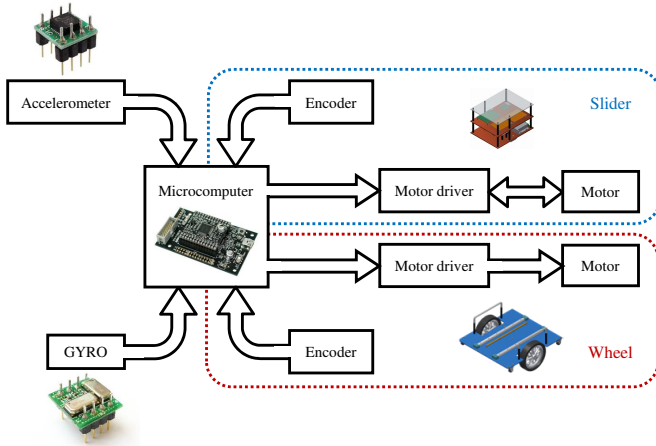 Accelerometer
Encoder
Slider
Microcomputer
Motor driver
Motor
Motor driver
Motor
GYRO
Encoder
Wheel